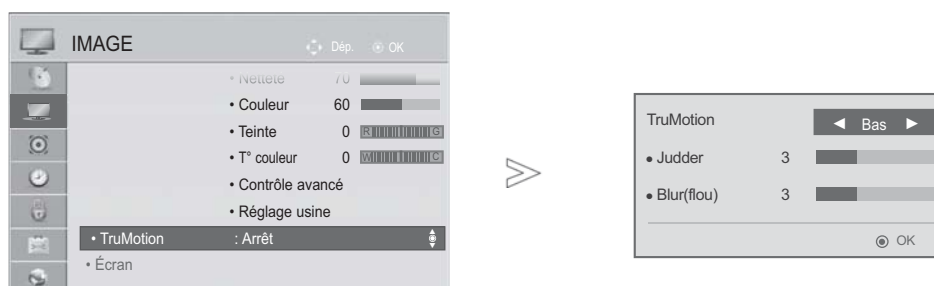 IMAGE
Dép. OK
• Netteté 70
• Couleur 60
• Teinte 0 R G
• T° couleur 0 W C
• Contrôle avancé
• Réglage usine
• TruMotion : Arrêt
• Écran
TruMotion ◄ Bas ►
• Judder 3
• Blur(flou) 3
OK